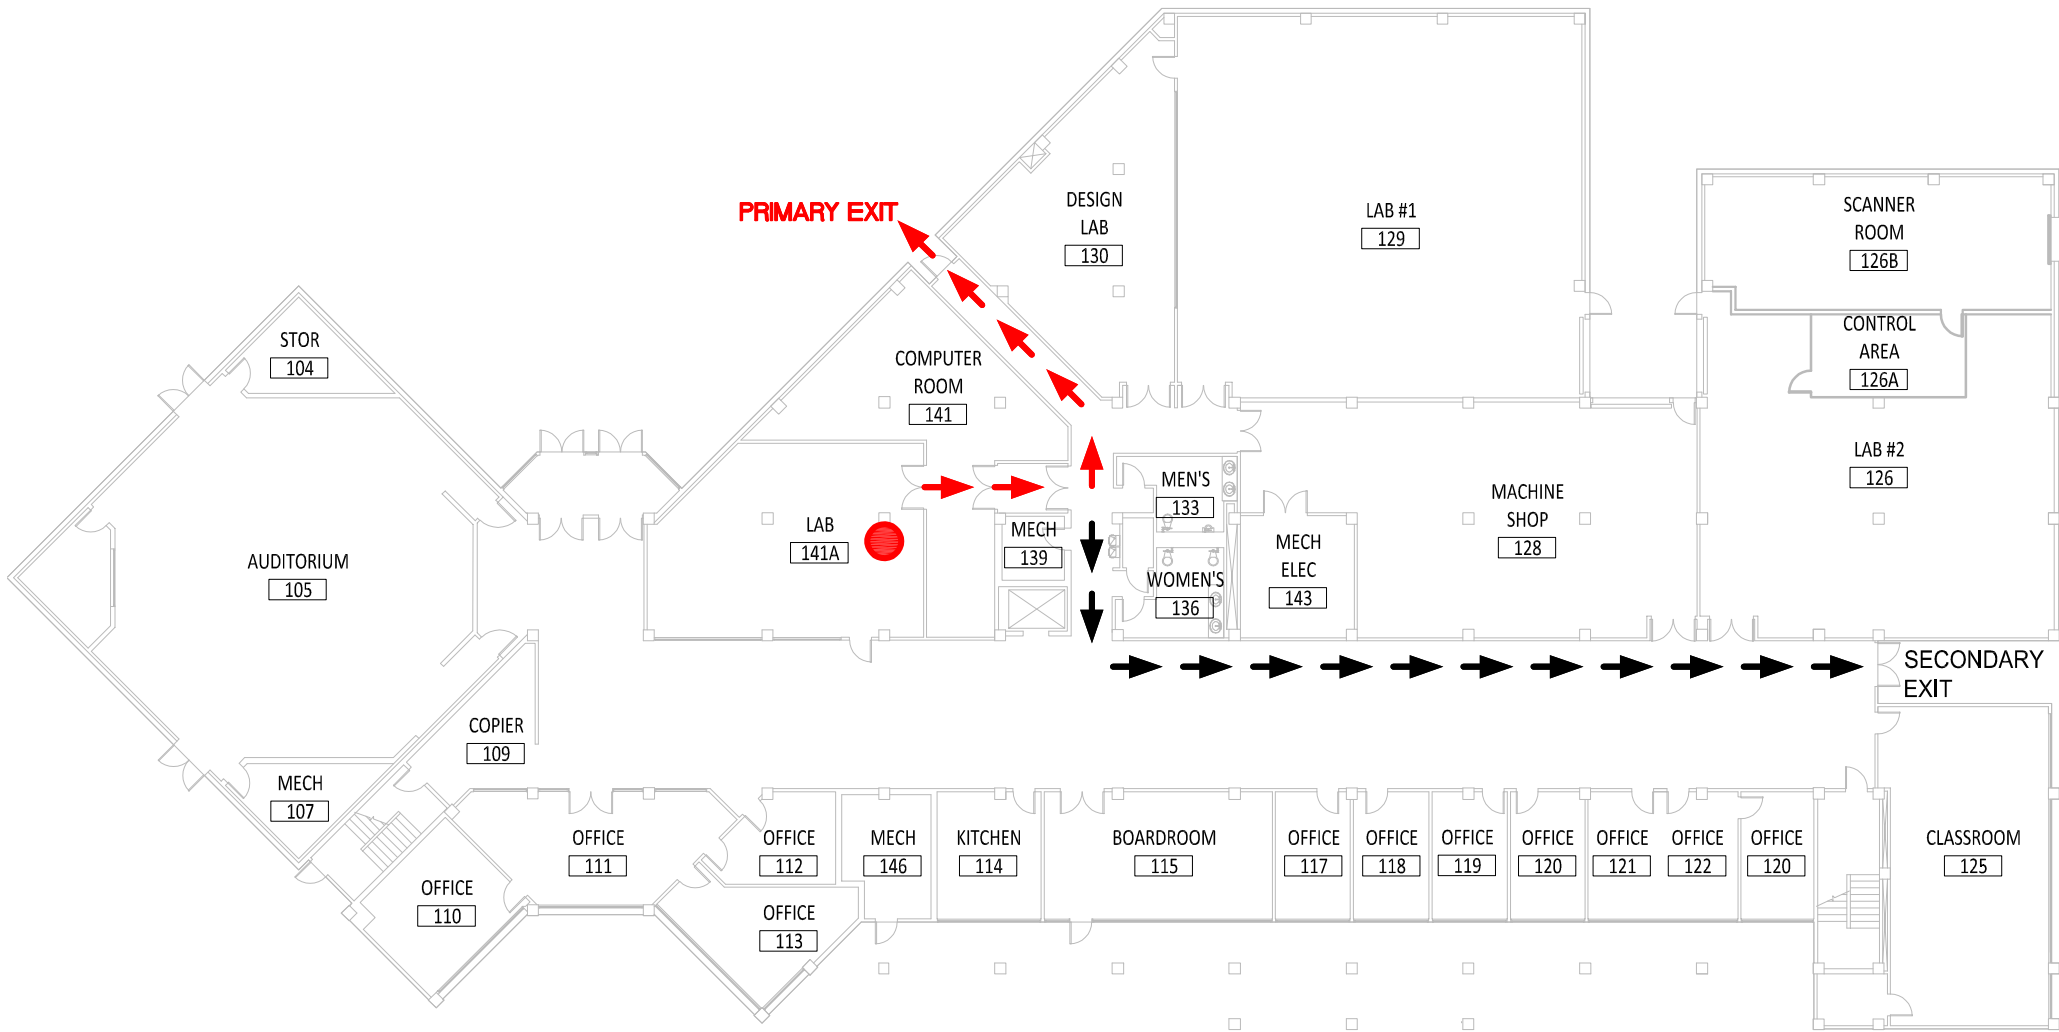 PRIMARY EXIT
DESIGN
LAB
130
LAB #1
129
SCANNER
ROOM
126B
CONTROL
AREA
126A
STOR
104
COMPUTER
ROOM
141
LAB #2
126
MEN'S
133
MACHINE
SHOP
128
LAB
141A
MECH
139
MECH
ELEC
143
AUDITORIUM
105
WOMEN'S
136
SECONDARY
EXIT
COPIER
109
MECH
107
OFFICE
111
OFFICE
112
MECH
146
KITCHEN
114
BOARDROOM
115
OFFICE
117
OFFICE
118
OFFICE
119
OFFICE
120
OFFICE
121
OFFICE
122
OFFICE
120
CLASSROOM
125
OFFICE
110
OFFICE
113